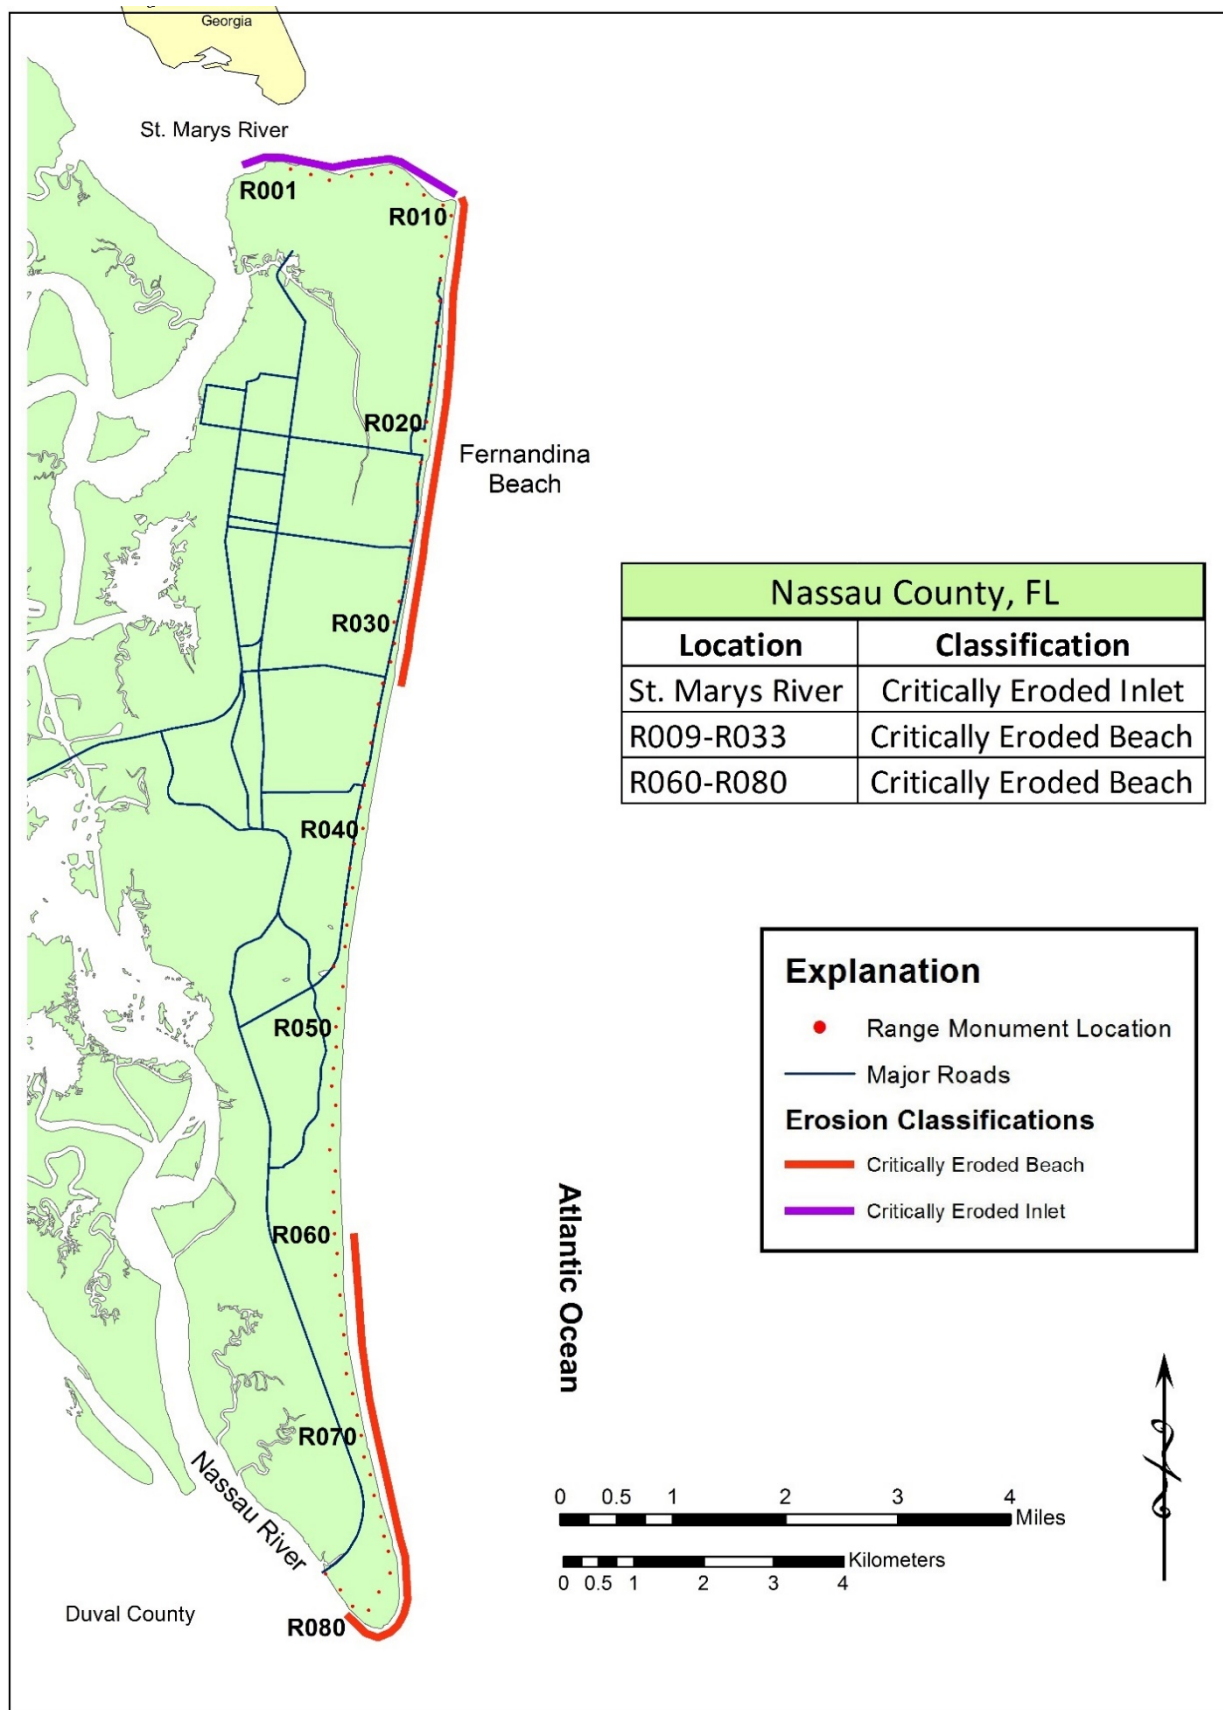 Georgia
St. Marys River
R001
R010
R020
Fernandina
Beach
R030
Nassau County, FL
Location Classification
St. Marys River Critically Eroded Inlet
R009-R033 Critically Eroded Beach
R060-R080 Critically Eroded Beach
R040
R050
Explanation
Range Monument Location
Major Roads
Erosion Classifications
Critically Eroded Beach
Critically Eroded Inlet
Atlantic Ocean
R060
R070
Nassau River
0 0.5 1 2 3 4
Miles
Kilometers
0 0.5 1 2 3 4
N
Duval County
R080